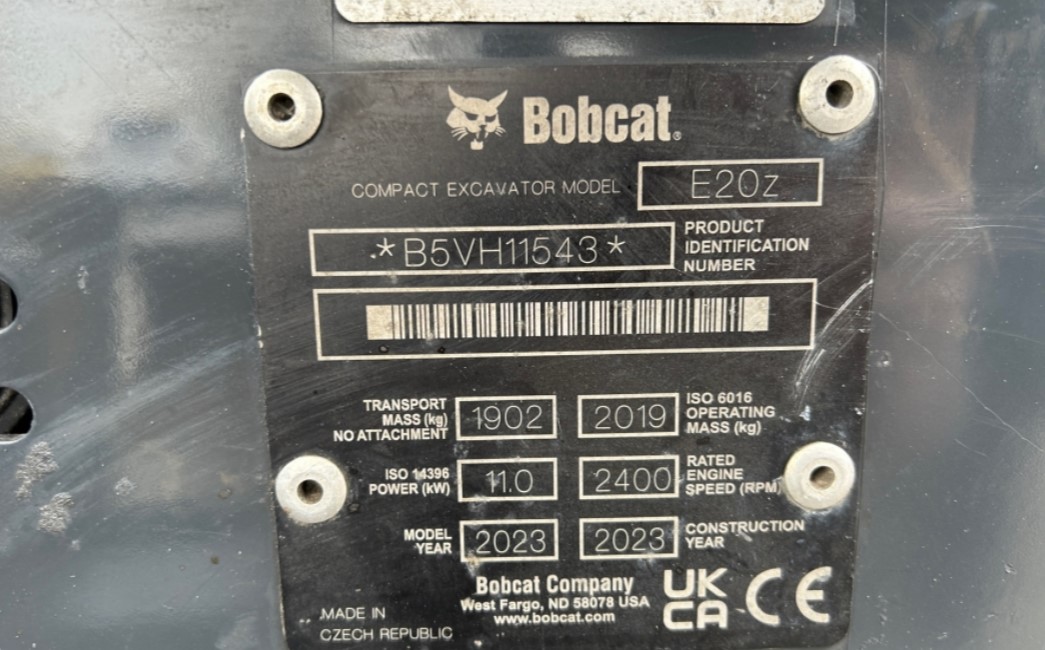 Bobcat®
COMPACT EXCAVATOR MODEL E20z
*B5VH11543* PRODUCT
IDENTIFICATION
NUMBER
TRANSPORT
MASS (kg)
NO ATTACHMENT
1902
2019
ISO 6016
OPERATING
MASS (kg)
ISO 14396
POWER (kW)
11.0
2400
RATED
ENGINE
SPEED (RPM)
MODEL
YEAR
2023
2023
CONSTRUCTION
YEAR
Bobcat Company
West Fargo, ND 58078 USA
www.bobcat.com
UK
CA
CE
MADE IN
CZECH REPUBLIC